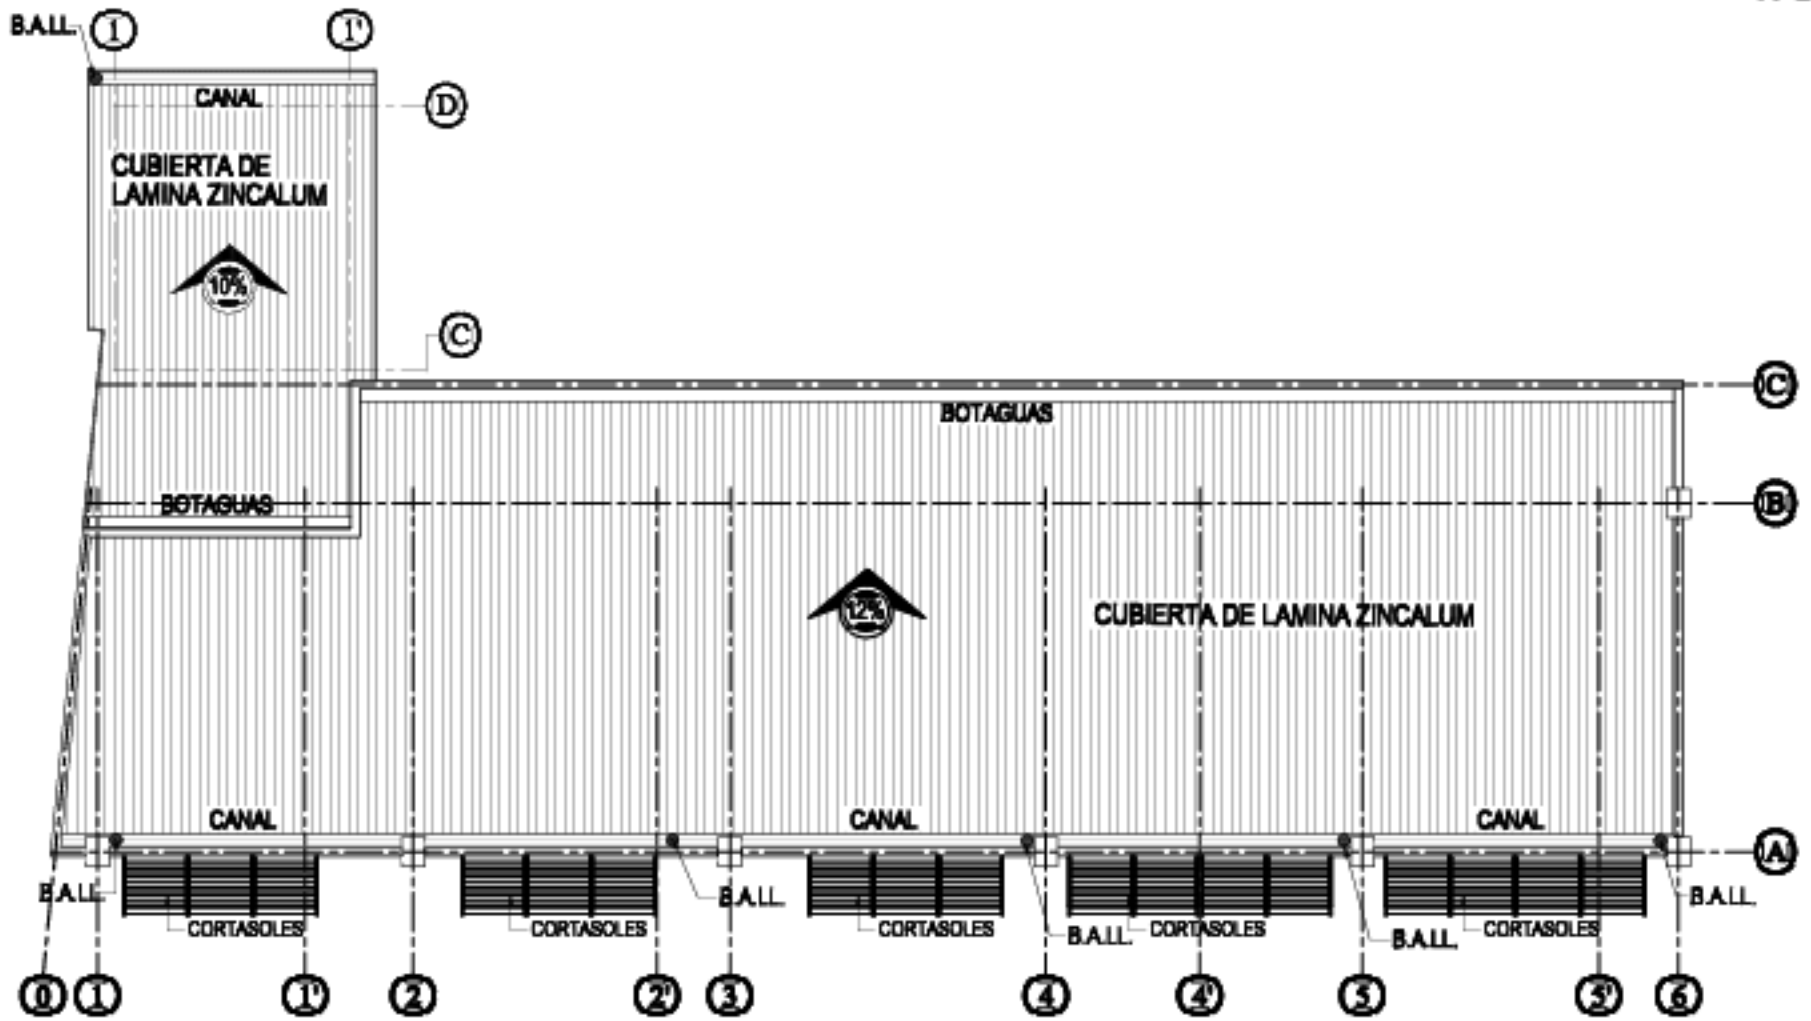 B.A.LL.
1
1'
CANAL
D
CUBIERTA DE
LAMINA ZINCALUM
10%
C
C
BOTAGUAS
BOTAGUAS
B
12%
CUBIERTA DE LAMINA ZINCALUM
CANAL
CANAL
CANAL
A
B.A.LL.
B.A.LL.
B.A.LL.
CORTASOLES
CORTASOLES
CORTASOLES
B.A.LL.
CORTASOLES
B.A.LL.
CORTASOLES
0
1
1'
2
2'
3
4
4'
5
5'
6